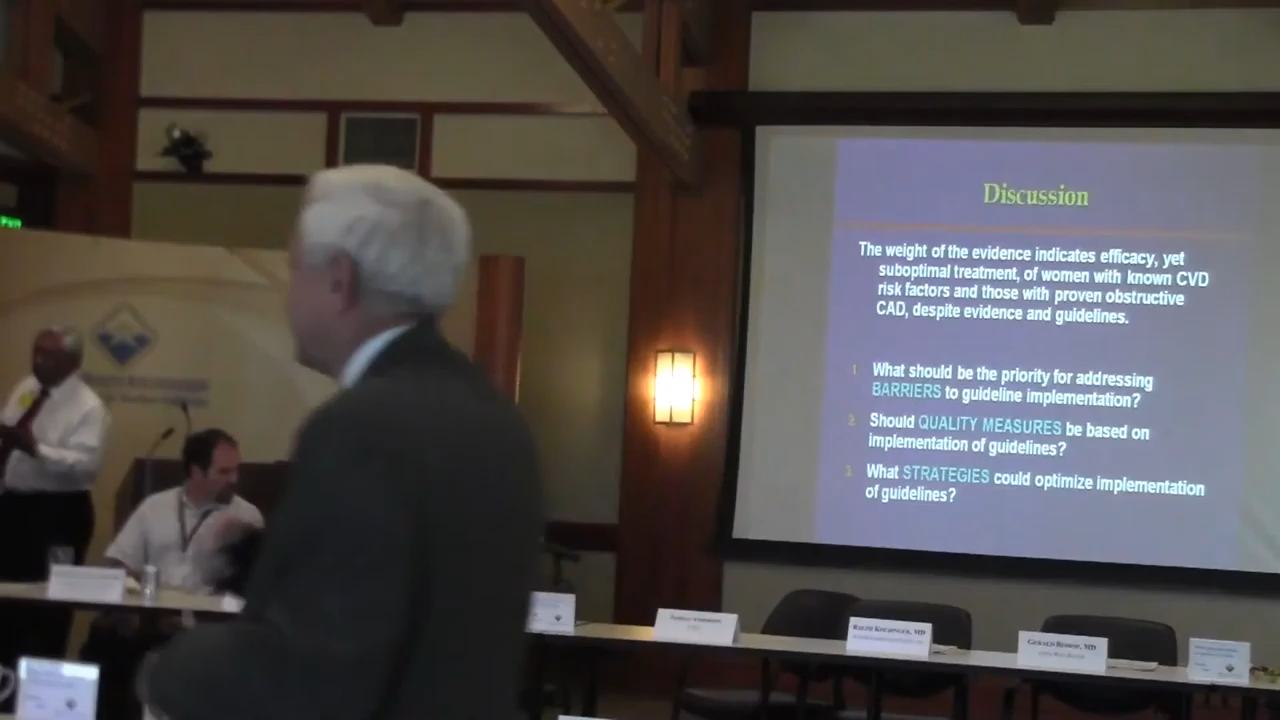 Discussion
The weight of the evidence indicates efficacy, yet
suboptimal treatment, of women with known CVD
risk factors and those with proven obstructive
CAD, despite evidence and guidelines.
1 What should be the priority for addressing
BARRIERS to guideline implementation?
2 Should QUALITY MEASURES be based on
implementation of guidelines?
3 What STRATEGIES could optimize implementation
of guidelines?